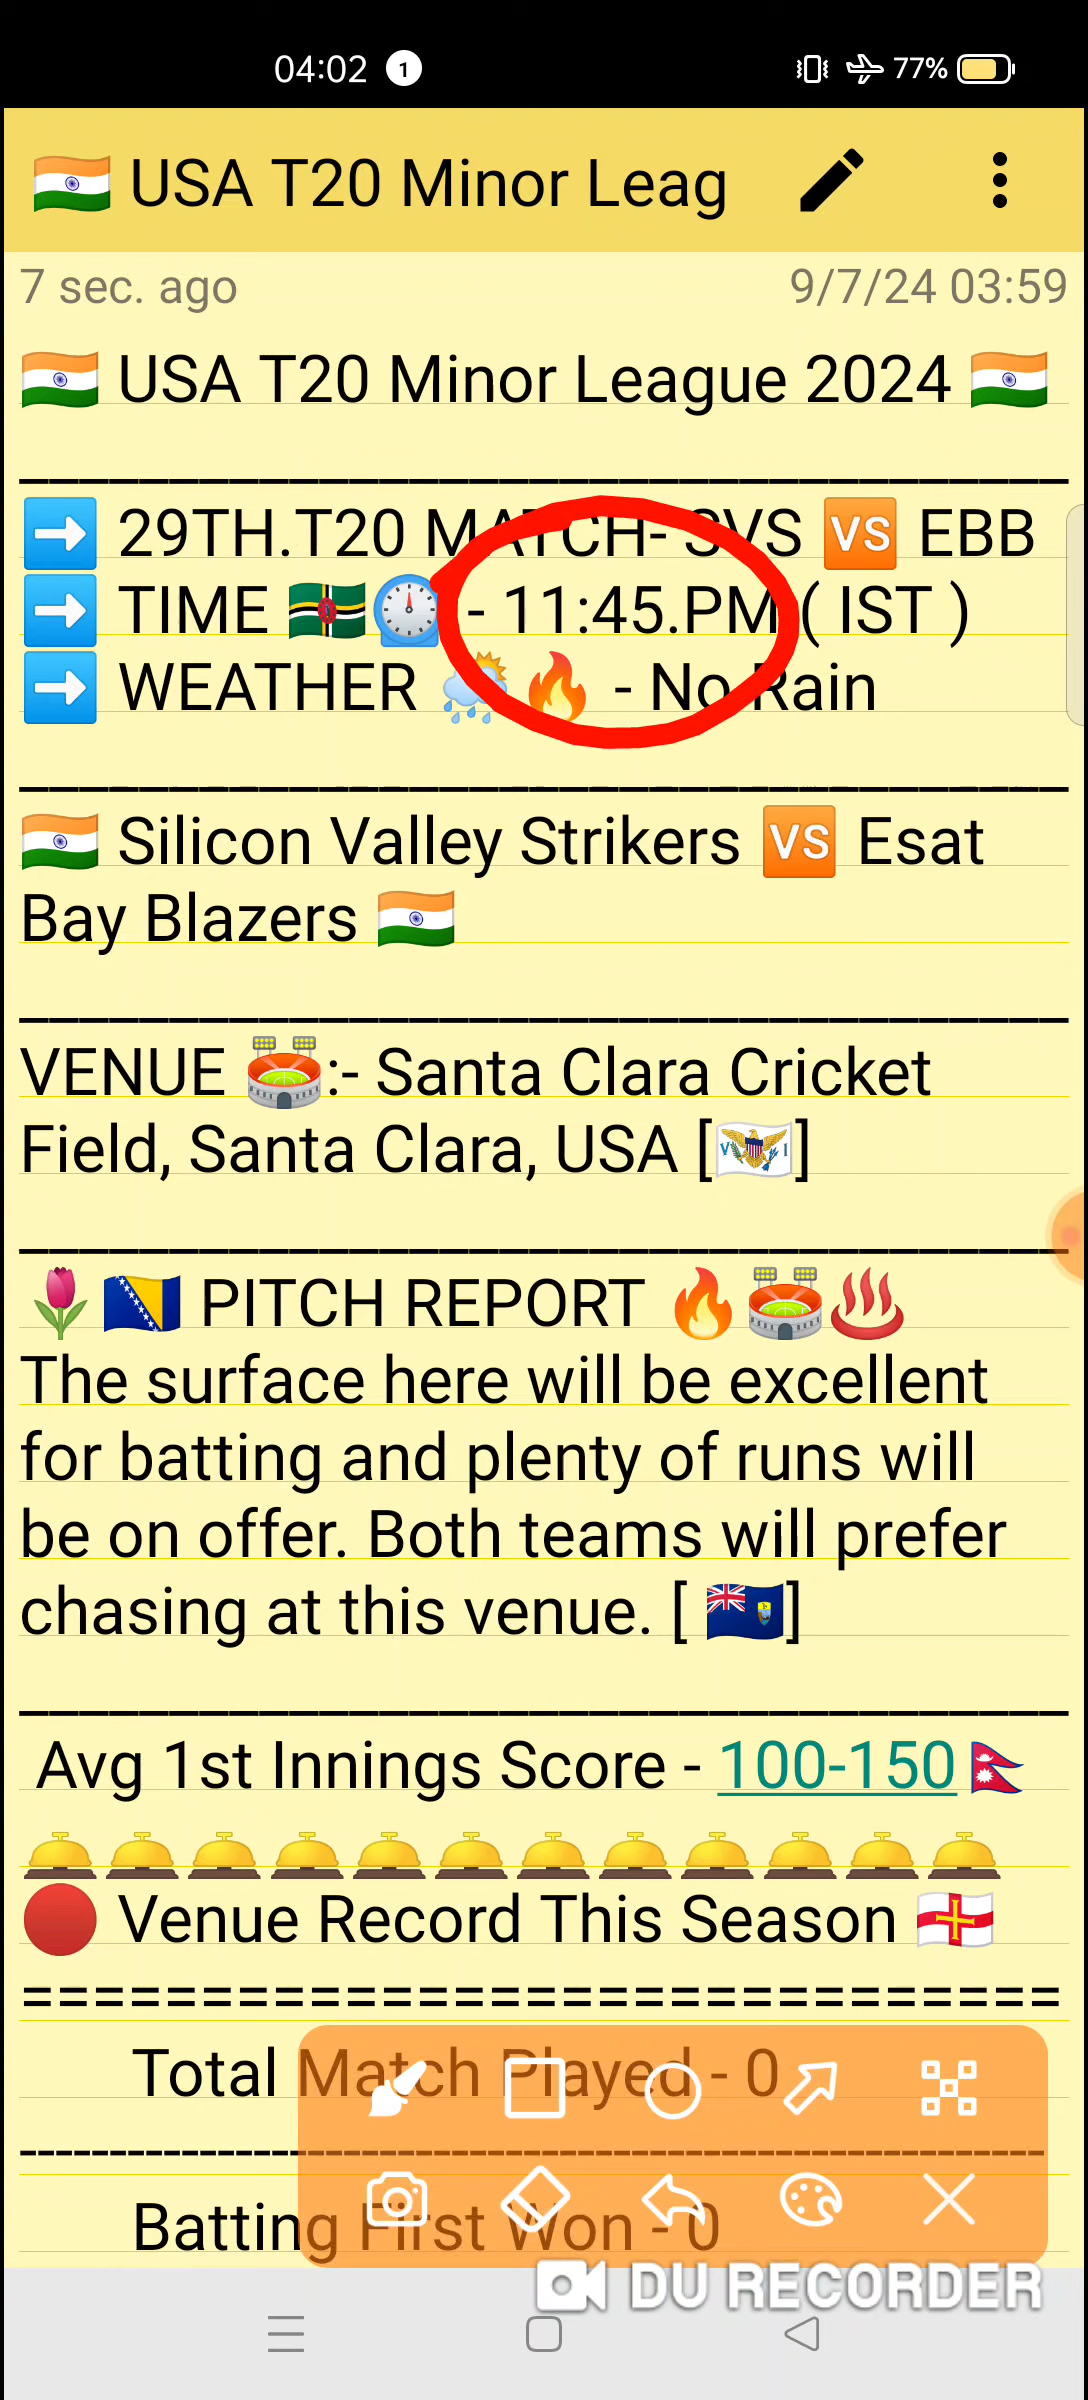 04:02 1 77%
🇮🇳 USA T20 Minor Leag
7 sec. ago 9/7/24 03:59
🇮🇳 USA T20 Minor League 2024 🇮🇳
➡️ 29TH.T20 MATCH- SVS 🆚 EBB
➡️ TIME 🇩🇲⏲️ - 11:45.PM ( IST )
➡️ WEATHER 🌦️🔥 - No Rain
🇮🇳 Silicon Valley Strikers 🆚 Esat
Bay Blazers 🇮🇳
VENUE 🏟️:- Santa Clara Cricket
Field, Santa Clara, USA [🇻🇮]
🌷🇧🇦 PITCH REPORT 🔥🏟️♨️
The surface here will be excellent
for batting and plenty of runs will
be on offer. Both teams will prefer
chasing at this venue. [ 🇸🇭]
Avg 1st Innings Score - 100-150🇳🇵
🛎️🛎️🛎️🛎️🛎️🛎️🛎️🛎️🛎️🛎️🛎️🛎️
🔴 Venue Record This Season 🇬🇬
=============================
Total Match Played - 0
Batting First Won - 0
DU RECORDER